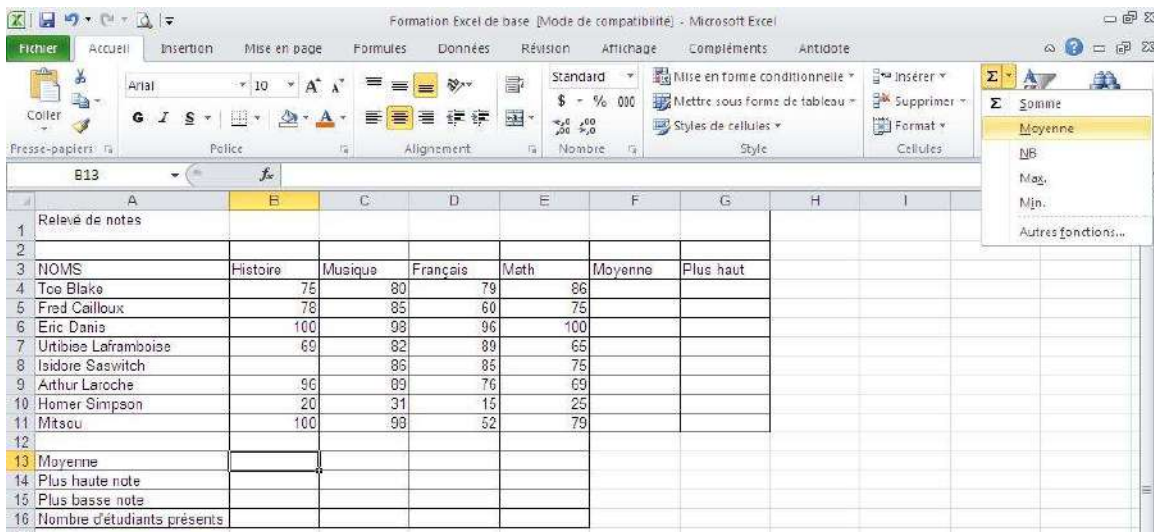 Formation Excel de base [Mode de compatibilité] - Microsoft Excel
Fichier Accueil Insertion Mise en page Formules Données Révision Affichage Compléments Antidote
Coller
Arial 10 A A
G I S A
Standard
$ % 000
Mise en forme conditionnelle
Mettre sous forme de tableau
Styles de cellules
Insérer
Supprimer
Format
Presse-papiers Police Alignement Nombre Style Cellules
Σ
Σ Somme
Moyenne
NB
Max.
Min.
Autres fonctions...
B13 fx
A B C D E F G H I
1 Relevé de notes
2
3 NOMS Histoire Musique Français Math Moyenne Plus haut
4 Toe Blake 75 80 79 86
5 Fred Cailloux 78 85 60 75
6 Eric Danis 100 98 96 100
7 Urtibise Laframboise 69 82 89 65
8 Isidore Saswitch 86 85 75
9 Arthur Laroche 96 89 76 69
10 Homer Simpson 20 31 15 25
11 Mitsou 100 98 52 79
12
13 Moyenne
14 Plus haute note
15 Plus basse note
16 Nombre d'étudiants présents